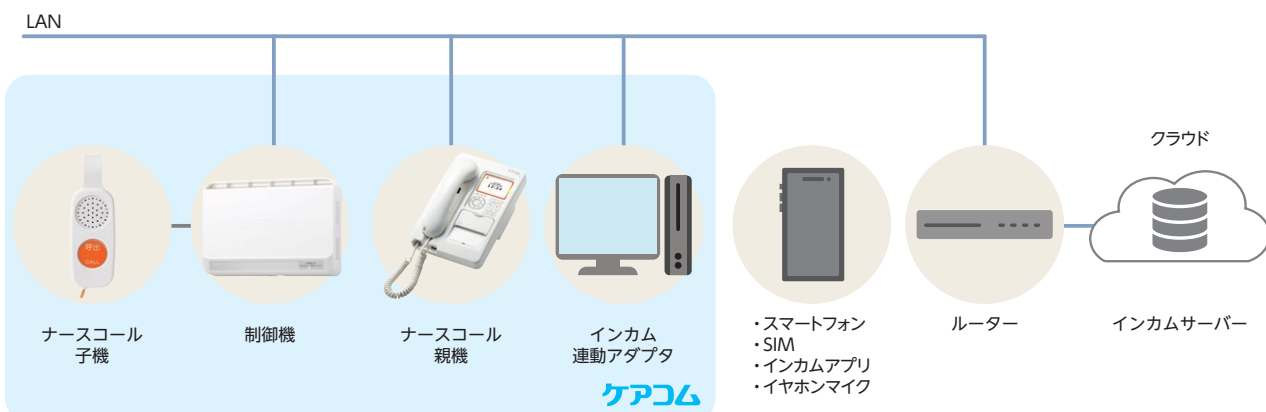 LAN
クラウド
呼出
CALL
ナースコール
子機
制御機
ナースコール
親機
インカム
連動アダプタ
・スマートフォン
・SIM
・インカムアプリ
・イヤホンマイク
ルーター
インカムサーバー
ケアコム